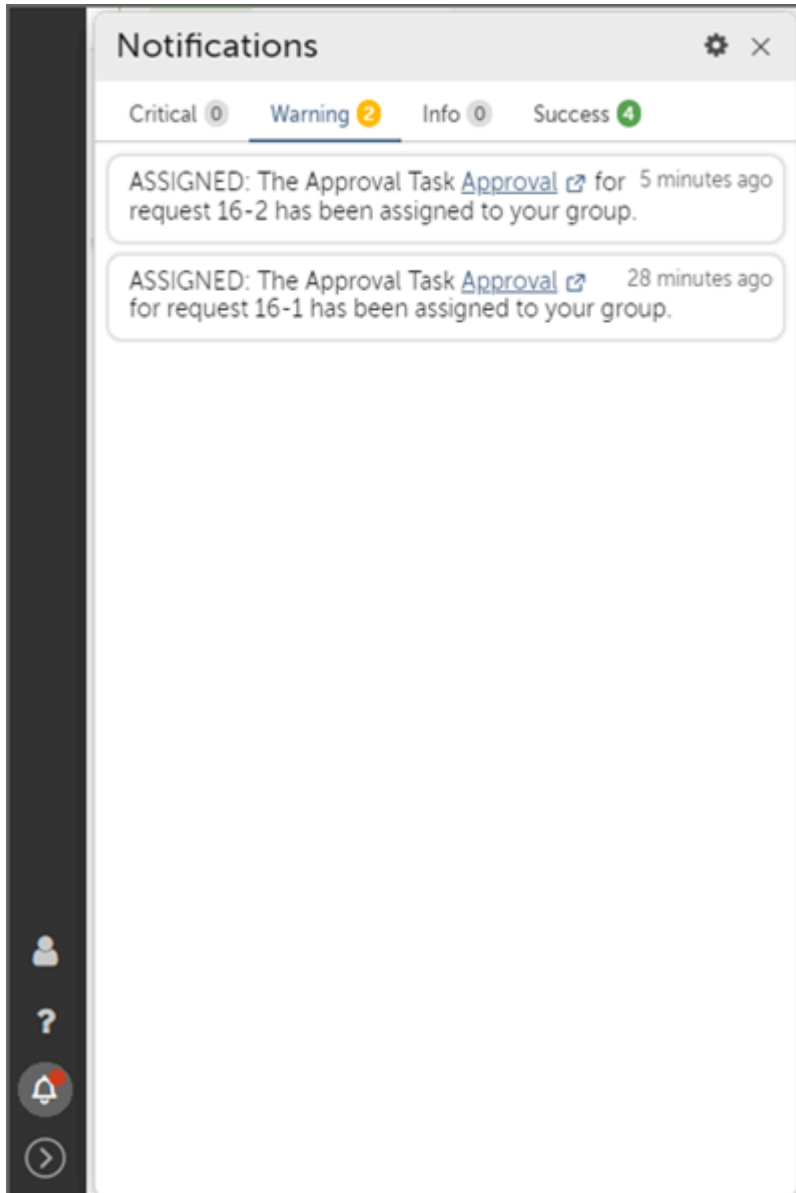 Notifications
Critical 0 Warning 2 Info 0 Success 4
ASSIGNED: The Approval Task Approval for 5 minutes ago
request 16-2 has been assigned to your group.
ASSIGNED: The Approval Task Approval 28 minutes ago
for request 16-1 has been assigned to your group.
?